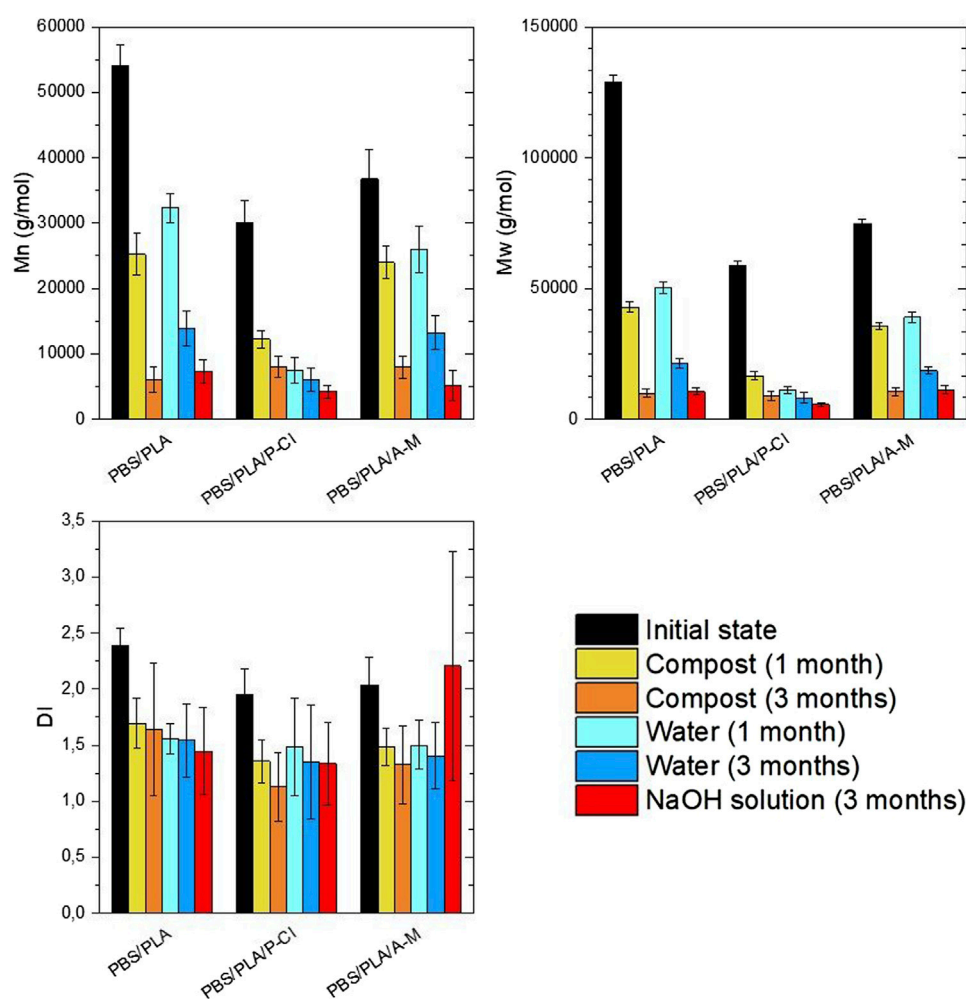 60000
50000
40000
30000
20000
10000
0
Mn (g/mol)
PBS/PLA
PBS/PLA/P-Cl
PBS/PLA/A-M
150000
100000
50000
0
Mw (g/mol)
PBS/PLA
PBS/PLA/P-Cl
PBS/PLA/A-M
3,5
3,0
2,5
2,0
1,5
1,0
0,5
0,0
DI
PBS/PLA
PBS/PLA/P-Cl
PBS/PLA/A-M
Initial state
Compost (1 month)
Compost (3 months)
Water (1 month)
Water (3 months)
NaOH solution (3 months)